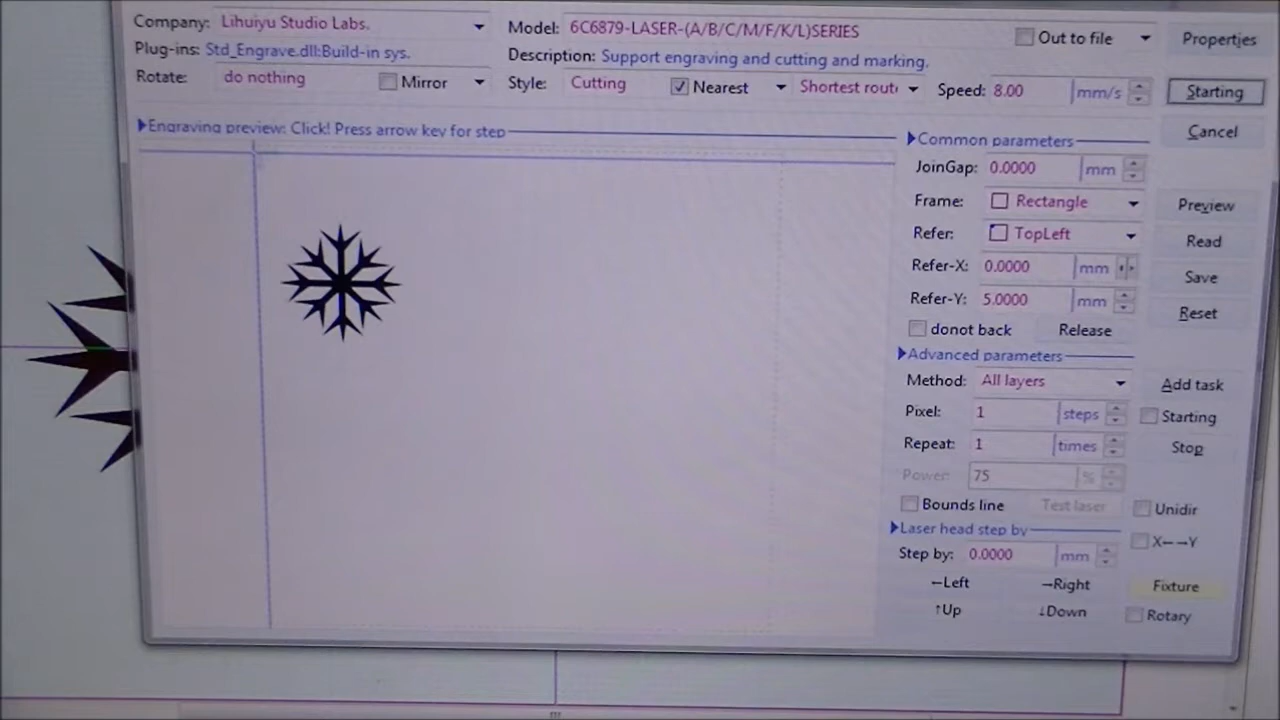 Company: Lihuiyu Studio Labs. Model: 6C6879-LASER-(A/B/C/M/F/K/L)SERIES Out to file Properties
Plug-ins: Std_Engrave.dll:Build-in sys. Description: Support engraving and cutting and marking.
Rotate: do nothing Mirror Style: Cutting Nearest Shortest rout Speed: 8.00 mm/s Starting
Engraving preview: Click! Press arrow key for step
Cancel
Common parameters
JoinGap: 0.0000 mm
Frame: Rectangle Preview
Refer: TopLeft Read
Refer-X: 0.0000 mm Save
Refer-Y: 5.0000 mm Reset
donot back Release
Advanced parameters
Method: All layers Add task
Pixel: 1 steps Starting
Repeat: 1 times Stop
Power: 75 %
Bounds line Test laser Unidir
Laser head step by
X←→Y
Step by: 0.0000 mm
←Left →Right Fixture
↑Up ↓Down Rotary